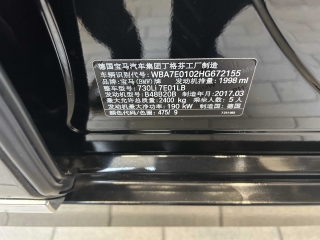 德国宝马汽车集团丁格芬工厂制造
车辆识别代号: WBA7E0102HG672155
品牌: 宝马(BMW)牌 发动机排量: 1998 ml
整车型号: 730Li 7E01LB
发动机型号: B48B20B 制造年月: 2017.03
最大允许总质量: 2400 kg 乘坐人数: 5 人
发动机最大净功率: 190 kW 制造国: 德国
颜色代码/色圈: 475/ 9